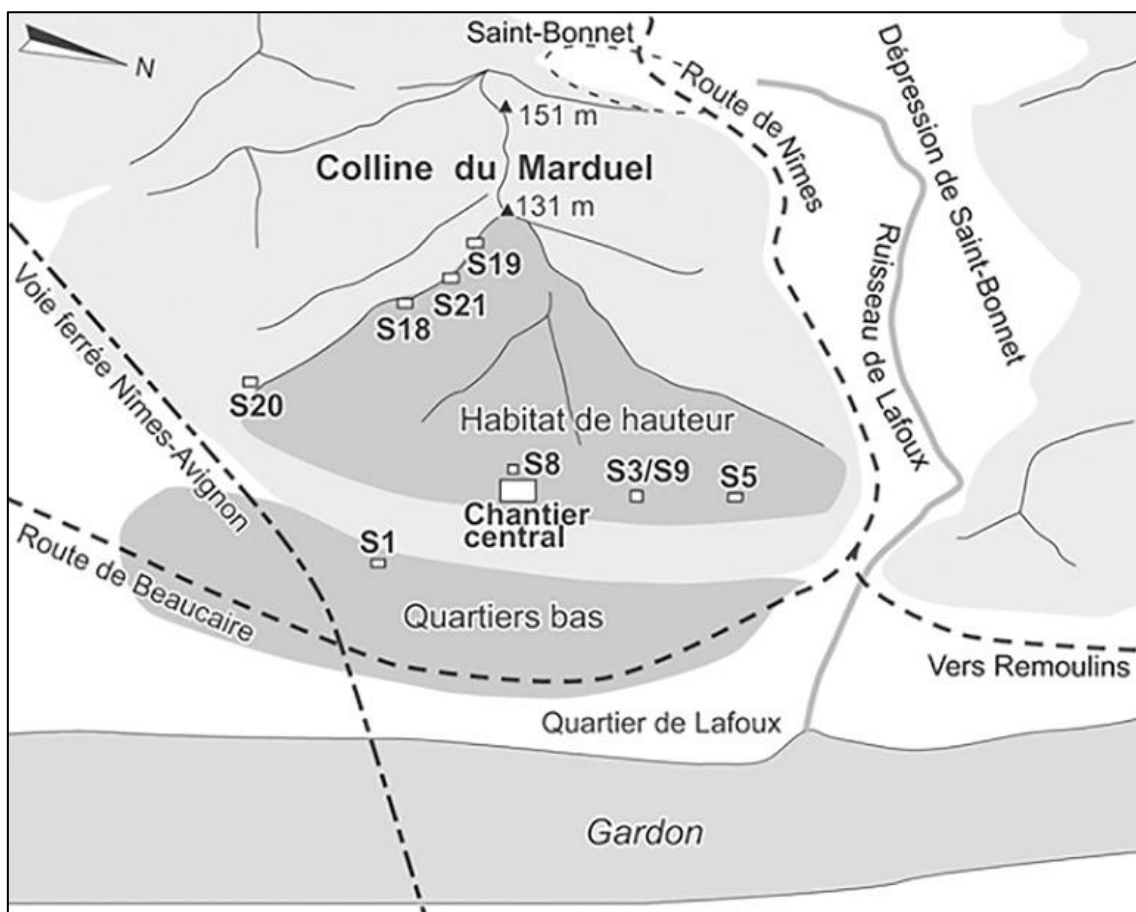 Saint-Bonnet
N
151 m
Route de Nîmes
Dépression de Saint-Bonnet
Colline du Marduel
131 m
S19
S21
S18
Ruisseau de Lafoux
Voie ferrée Nîmes-Avignon
S20
Habitat de hauteur
S8
S3/S9
S5
Chantier
central
S1
Route de Beaucaire
Quartiers bas
Vers Remoulins
Quartier de Lafoux
Gardon